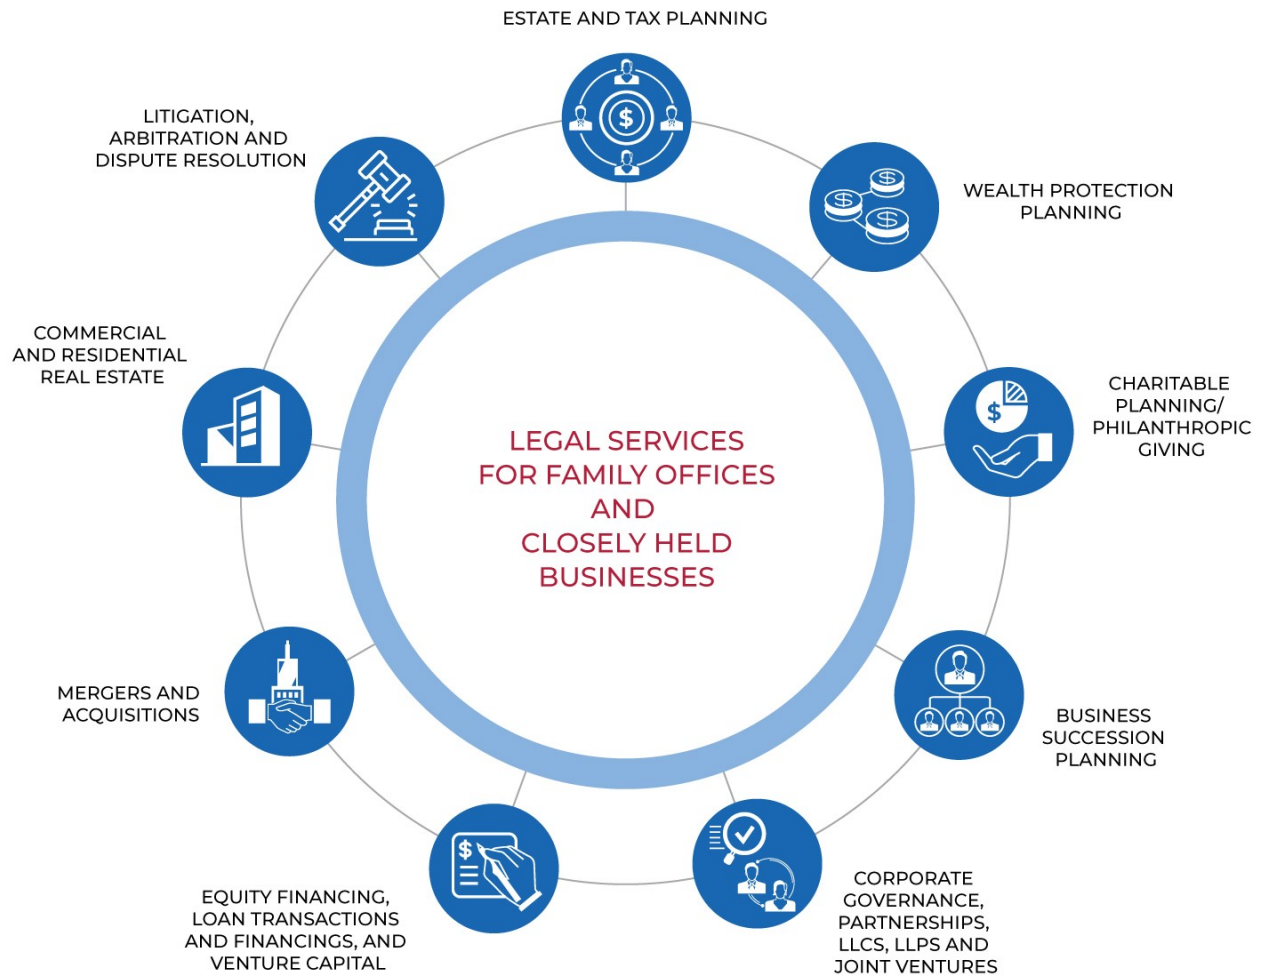 ESTATE AND TAX PLANNING
WEALTH PROTECTION
PLANNING
CHARITABLE
PLANNING/
PHILANTHROPIC
GIVING
BUSINESS
SUCCESSION
PLANNING
CORPORATE
GOVERNANCE,
PARTNERSHIPS,
LLCS, LLPS AND
JOINT VENTURES
EQUITY FINANCING,
LOAN TRANSACTIONS
AND FINANCINGS, AND
VENTURE CAPITAL
MERGERS AND
ACQUISITIONS
COMMERCIAL
AND RESIDENTIAL
REAL ESTATE
LITIGATION,
ARBITRATION AND
DISPUTE RESOLUTION
LEGAL SERVICES
FOR FAMILY OFFICES
AND
CLOSELY HELD
BUSINESSES